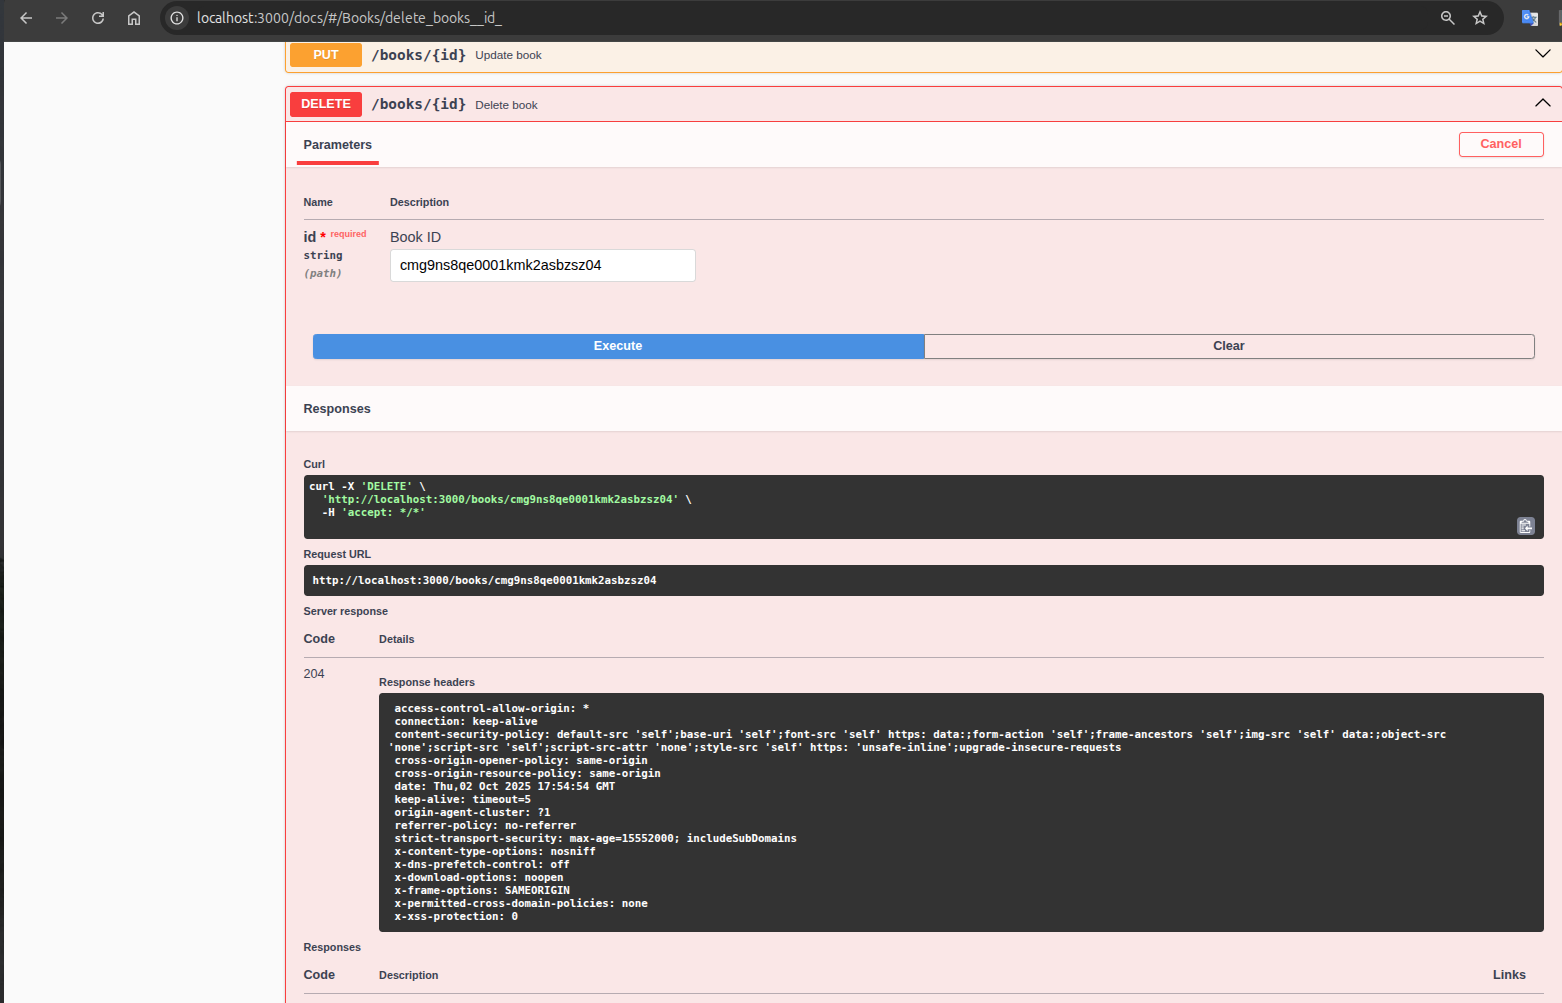 localhost:3000/docs/#/Books/delete_books__id_
PUT /books/{id} Update book
DELETE /books/{id} Delete book
Parameters Cancel
Name Description
id * required Book ID
string cmg9ns8qe0001kmk2asbzsz04
(path)
Execute Clear
Responses
Curl
curl -X 'DELETE' \
'http://localhost:3000/books/cmg9ns8qe0001kmk2asbzsz04' \
-H 'accept: */*'
Request URL
http://localhost:3000/books/cmg9ns8qe0001kmk2asbzsz04
Server response
Code Details
204
Response headers
access-control-allow-origin: *
connection: keep-alive
content-security-policy: default-src 'self';base-uri 'self';font-src 'self' https: data:;form-action 'self';frame-ancestors 'self';img-src 'self' data:;object-src
'none';script-src 'self';script-src-attr 'none';style-src 'self' https: 'unsafe-inline';upgrade-insecure-requests
cross-origin-opener-policy: same-origin
cross-origin-resource-policy: same-origin
date: Thu,02 Oct 2025 17:54:54 GMT
keep-alive: timeout=5
origin-agent-cluster: ?1
referrer-policy: no-referrer
strict-transport-security: max-age=15552000; includeSubDomains
x-content-type-options: nosniff
x-dns-prefetch-control: off
x-download-options: noopen
x-frame-options: SAMEORIGIN
x-permitted-cross-domain-policies: none
x-xss-protection: 0
Responses
Code Description Links